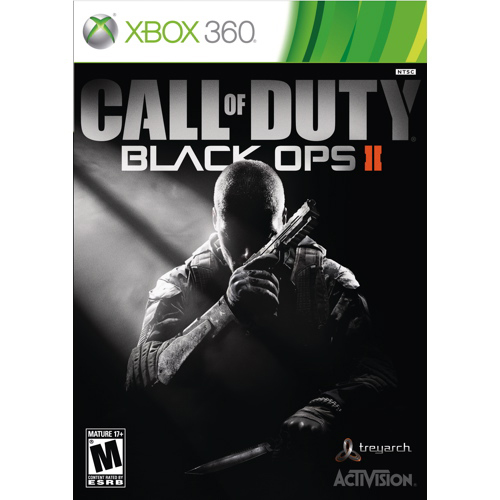 XBOX 360
NTSC
CALL OF DUTY
BLACK OPS II
MATURE 17+
M
CONTENT RATED BY
ESRB
treyarch
ACTIVISION